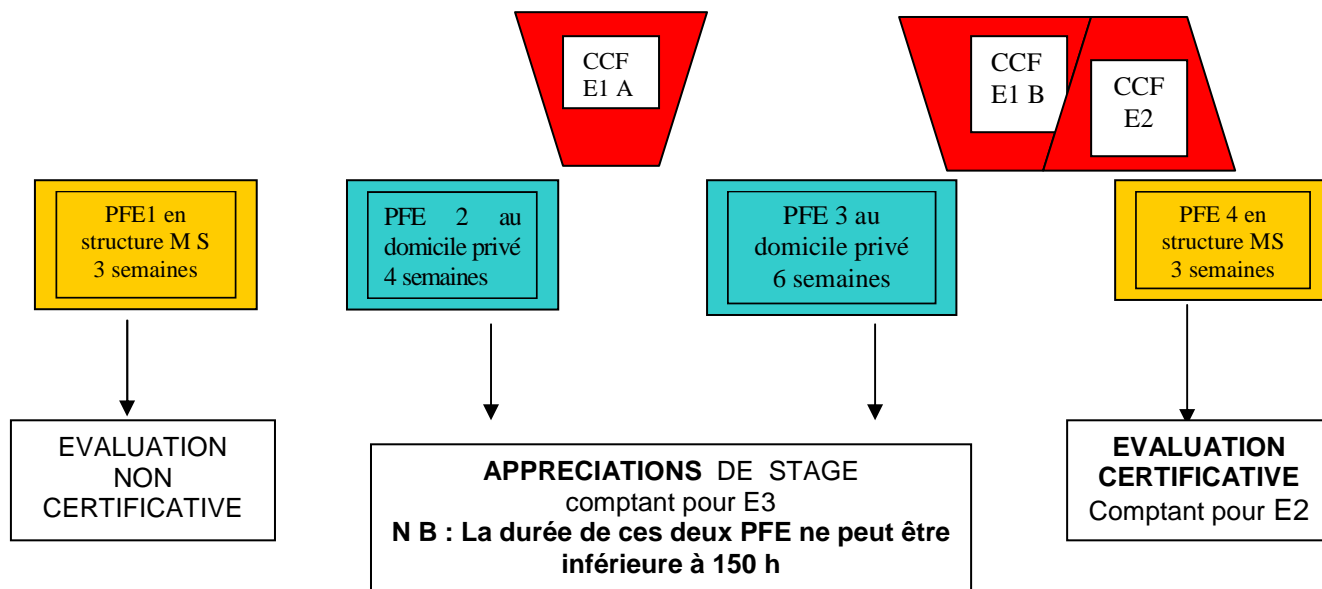 CCF
E1 A
CCF
E1 B
CCF
E2
PFE1 en
structure M S
3 semaines
PFE 2 au
domicile privé
4 semaines
PFE 3 au
domicile privé
6 semaines
PFE 4 en
structure MS
3 semaines
EVALUATION
NON
CERTIFICATIVE
APPRECIATIONS DE STAGE
comptant pour E3
N B : La durée de ces deux PFE ne peut être
inférieure à 150 h
EVALUATION
CERTIFICATIVE
Comptant pour E2